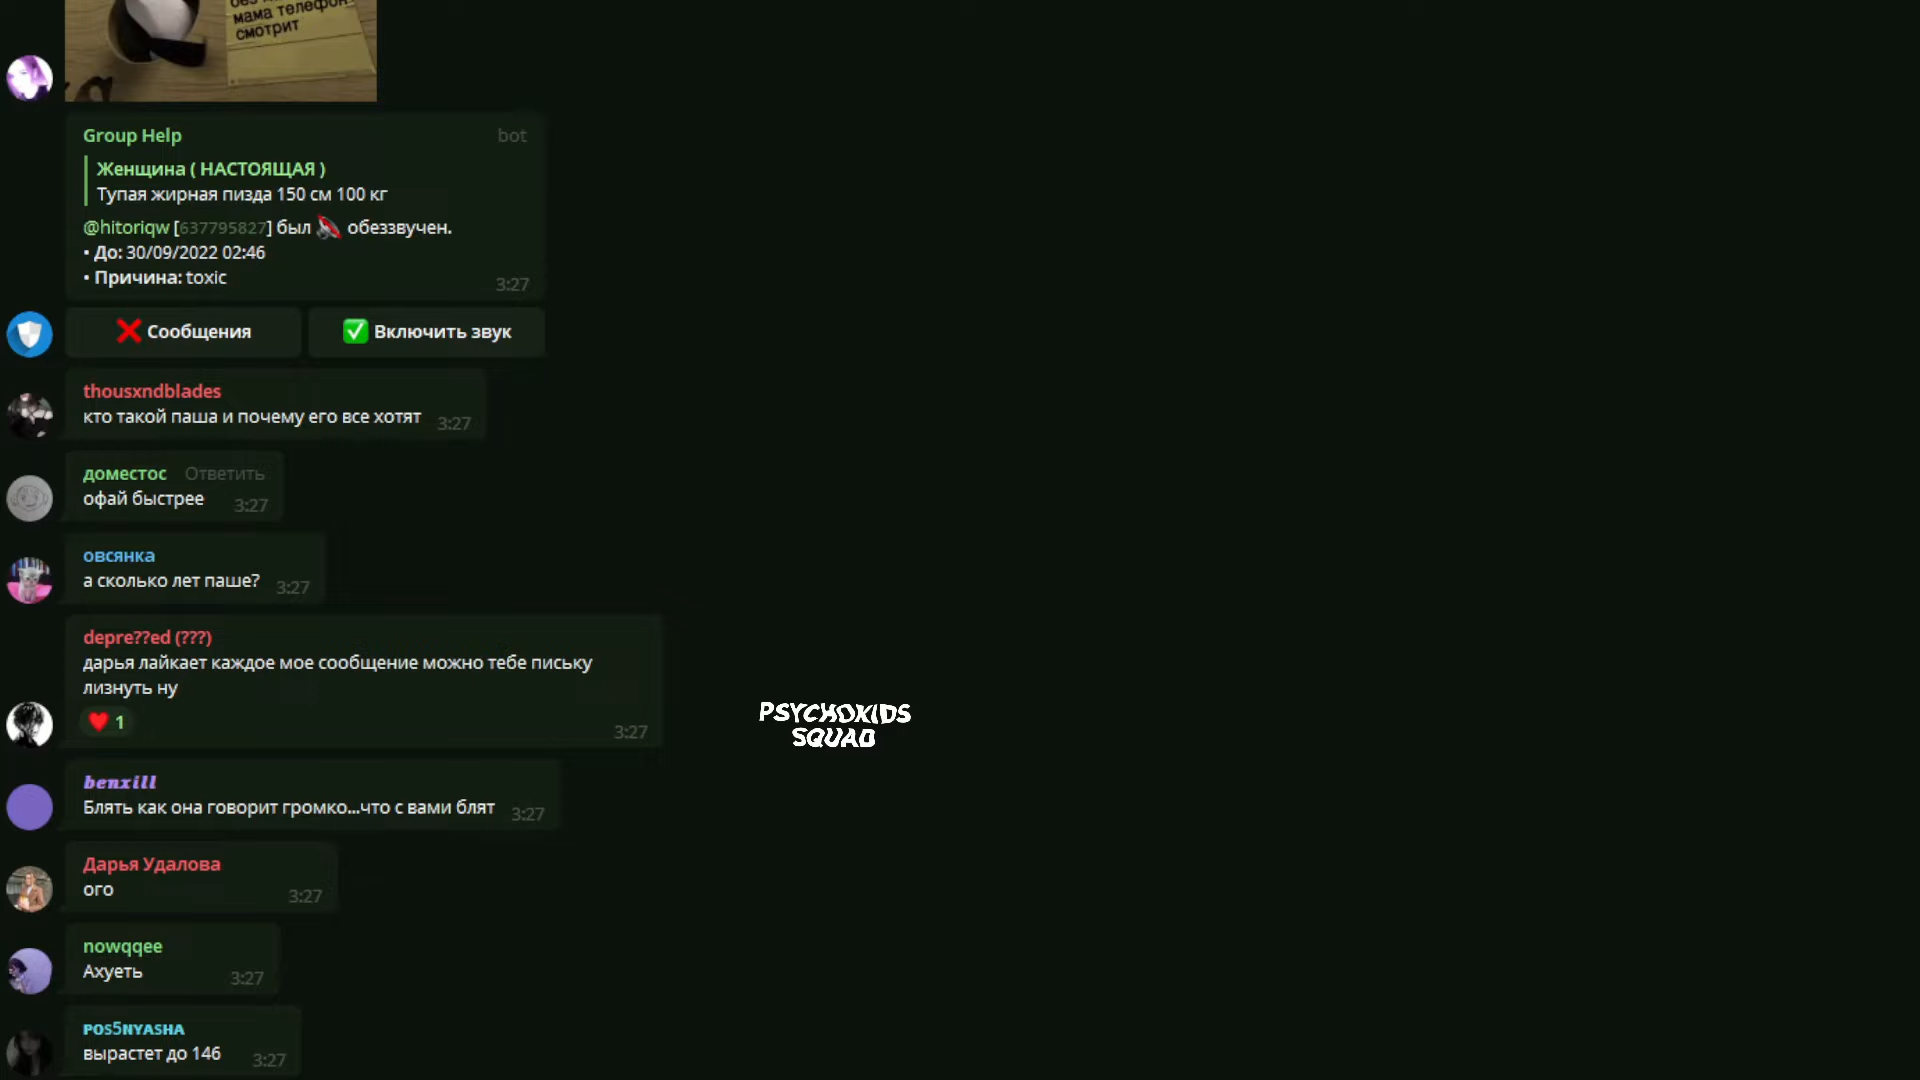 мама телефон
смотрит
Group Help bot
Женщина ( НАСТОЯЩАЯ )
Тупая жирная пизда 150 см 100 кг
@hitoriqw [637795827] был обеззвучен.
• До: 30/09/2022 02:46
• Причина: toxic
3:27
Сообщения
Включить звук
thousxndblades
кто такой паша и почему его все хотят 3:27
доместос Ответить
офай быстрее 3:27
овсянка
а сколько лет паше? 3:27
depre??ed (???)
дарья лайкает каждое мое сообщение можно тебе письку
лизнуть ну
1
3:27
PSYCHOKIDS
SQUAD
benxill
Блять как она говорит громко...что с вами блят 3:27
Дарья Удалова
ого 3:27
nowqqee
Ахуеть 3:27
POS5NYASHA
вырастет до 146 3:27